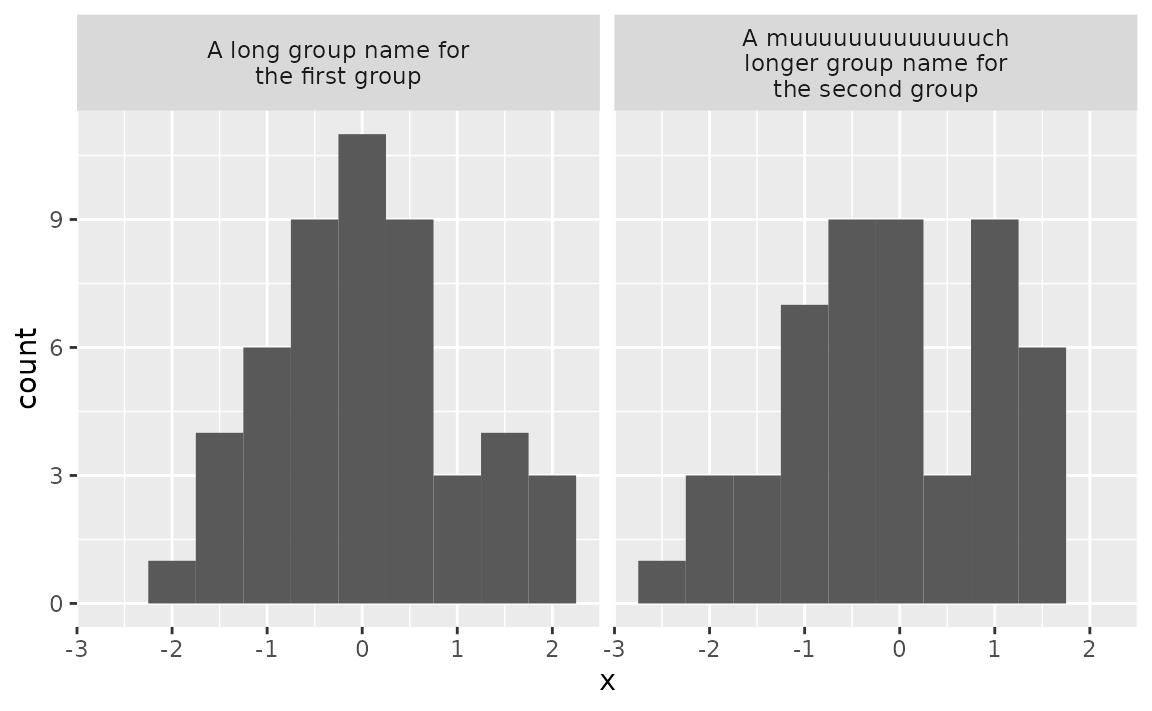 A long group name for
the first group
A muuuuuuuuuuuuuch
longer group name for
the second group
count
9
6
3
0
-3 -2 -1 0 1 2 -3 -2 -1 0 1 2
x